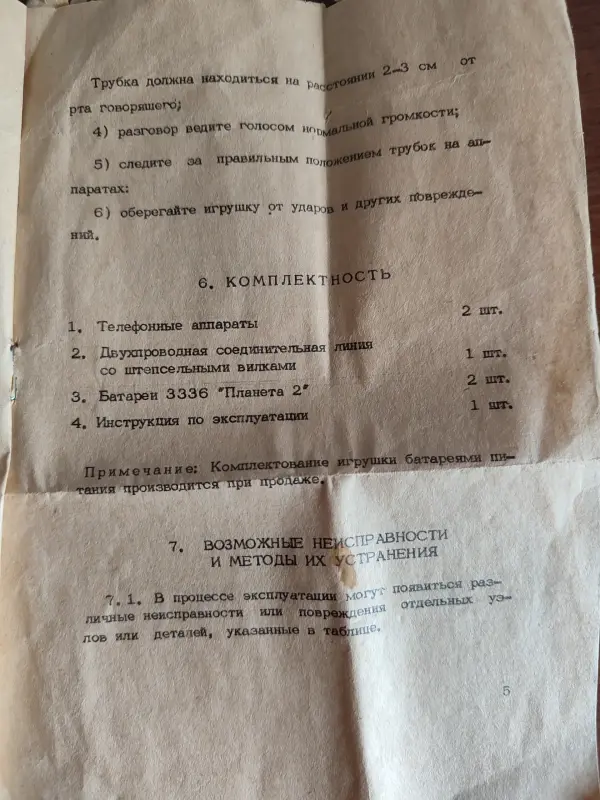 Трубка должна находиться на расстоянии 2-3 см от
рта говорящего;
4) разговор ведите голосом нормальной громкости;
5) следите за правильным положением трубок на ап-
паратах:
6) оберегайте игрушку от ударов и других поврежде-
ний.
6. КОМПЛЕКТНОСТЬ
1. Телефонные аппараты 2 шт.
2. Двухпроводная соединительная линия
со штепсельными вилками 1 шт.
3. Батареи 3336 "Планета 2" 2 шт.
4. Инструкция по эксплуатации 1 шт.
Примечание: Комплектование игрушки батареями пи-
тания производится при продаже.
7. ВОЗМОЖНЫЕ НЕИСПРАВНОСТИ
И МЕТОДЫ ИХ УСТРАНЕНИЯ
7.1. В процессе эксплуатации могут появиться раз-
личные неисправности или повреждения отдельных уз-
лов или деталей, указанные в таблице.
5